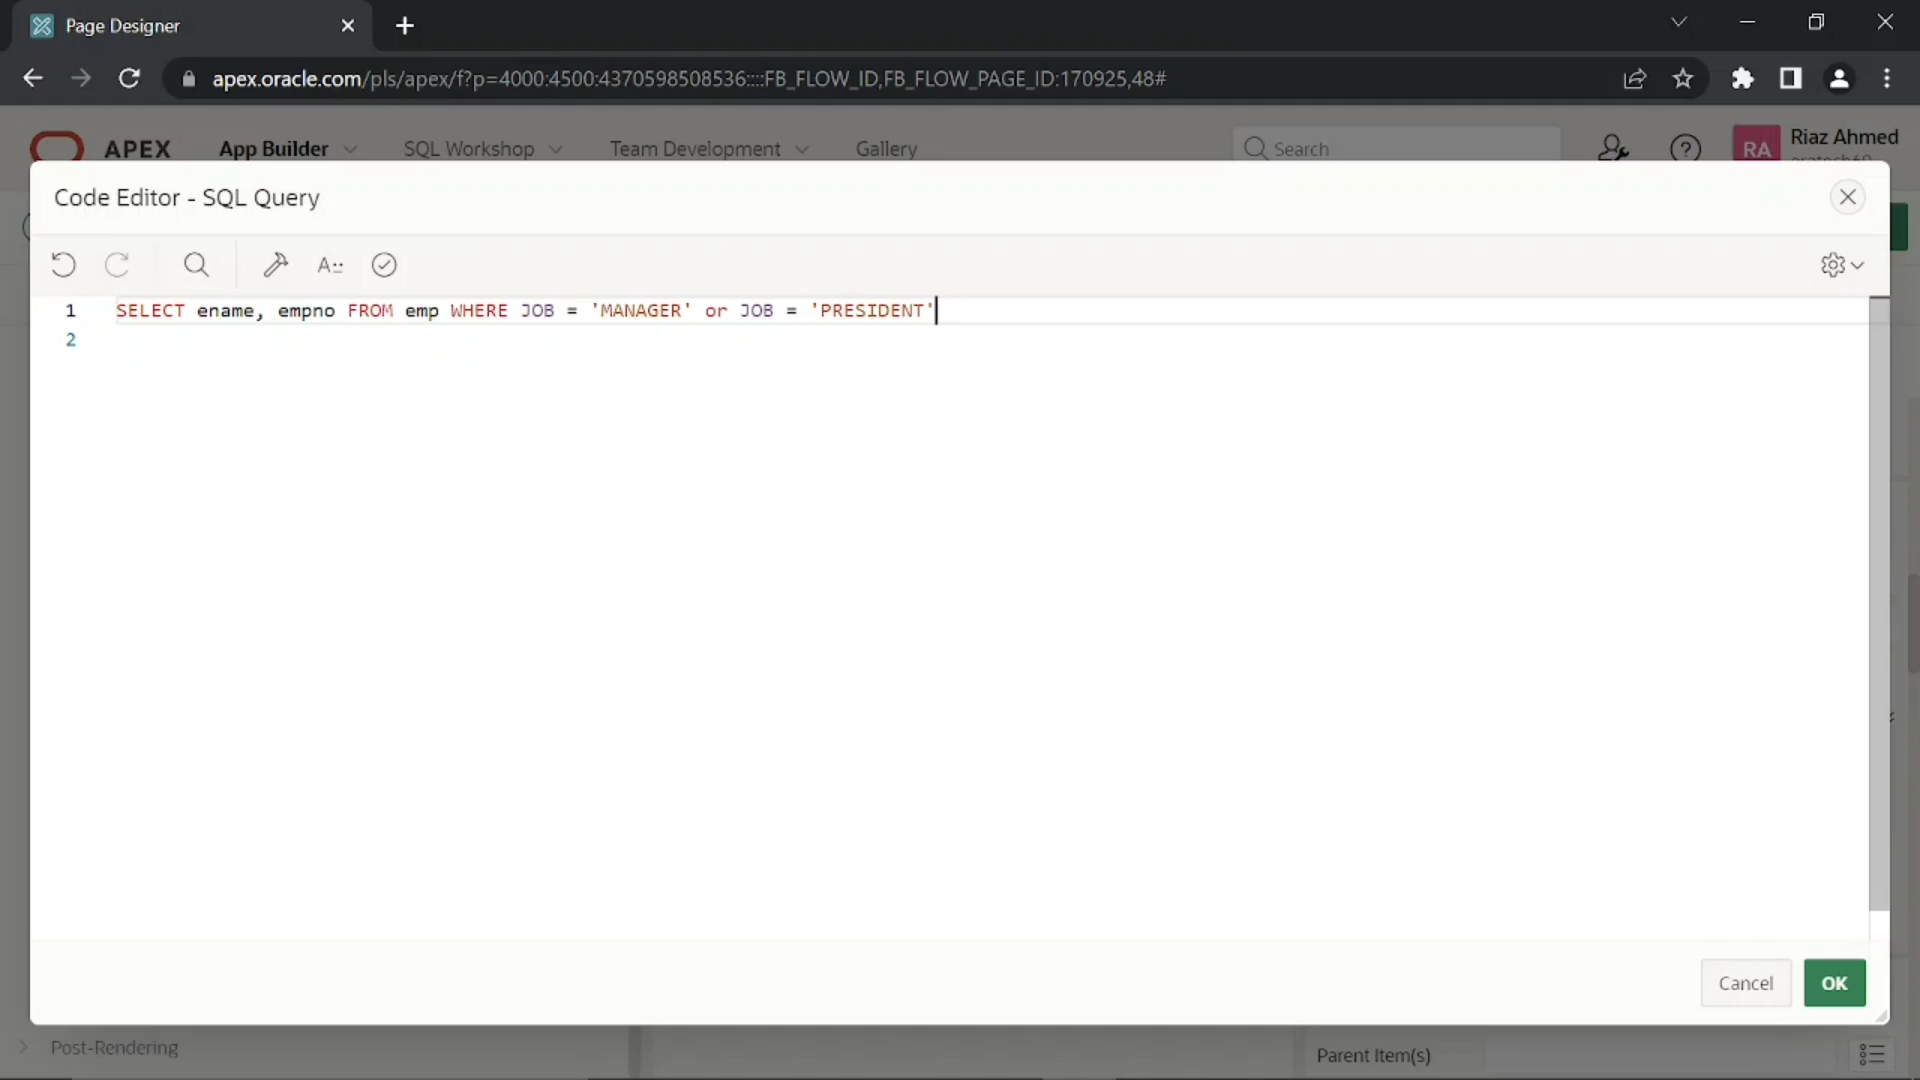 Page Designer
apex.oracle.com/pls/apex/f?p=4000:4500:4370598508536::::FB_FLOW_ID,FB_FLOW_PAGE_ID:170925,48#
APEX App Builder SQL Workshop Team Development Gallery Search RA Riaz Ahmed
Code Editor - SQL Query
A::
1 SELECT ename, empno FROM emp WHERE JOB = 'MANAGER' or JOB = 'PRESIDENT'
2
Cancel OK
Post-Rendering
Parent Item(s)